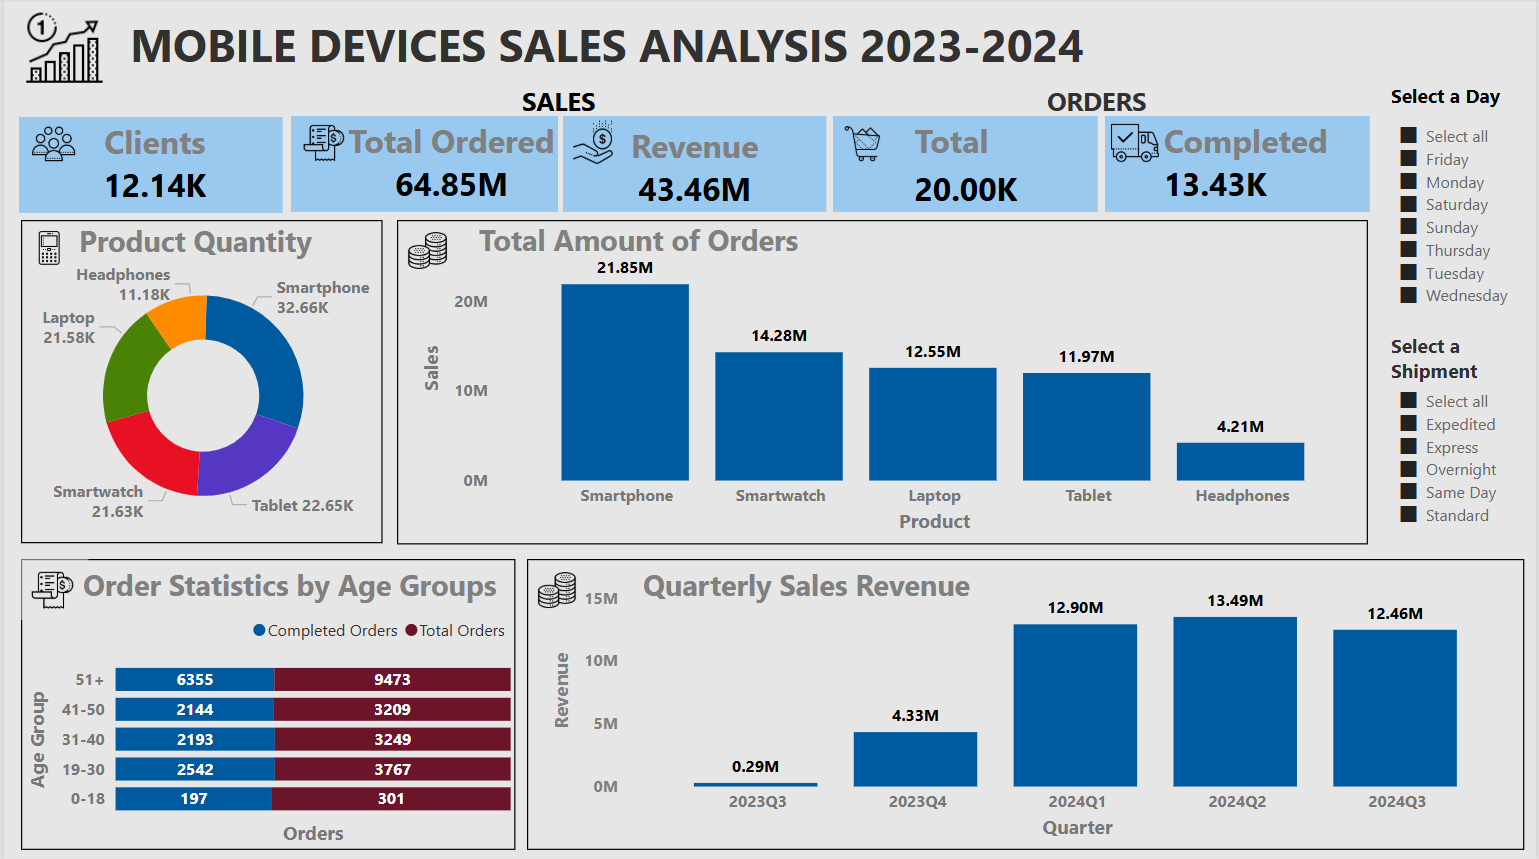 1
MOBILE DEVICES SALES ANALYSIS 2023-2024
SALES
ORDERS
Clients
12.14K
$
Total Ordered
64.85M
$
Revenue
43.46M
Total
20.00K
Completed
13.43K
Select a Day
Select all
Friday
Monday
Saturday
Sunday
Thursday
Tuesday
Wednesday
Select a
Shipment
Select all
Expedited
Express
Overnight
Same Day
Standard
Product Quantity
Headphones
11.18K
Smartphone
32.66K
Laptop
21.58K
Smartwatch
21.63K
Tablet 22.65K
Total Amount of Orders
Sales
20M
10M
0M
21.85M
14.28M
12.55M
11.97M
4.21M
Smartphone
Smartwatch
Laptop
Tablet
Headphones
Product
$
Order Statistics by Age Groups
Completed Orders
Total Orders
Age Group
51+
6355
9473
41-50
2144
3209
31-40
2193
3249
19-30
2542
3767
0-18
197
301
Orders
Quarterly Sales Revenue
Revenue
15M
10M
5M
0M
0.29M
4.33M
12.90M
13.49M
12.46M
2023Q3
2023Q4
2024Q1
2024Q2
2024Q3
Quarter